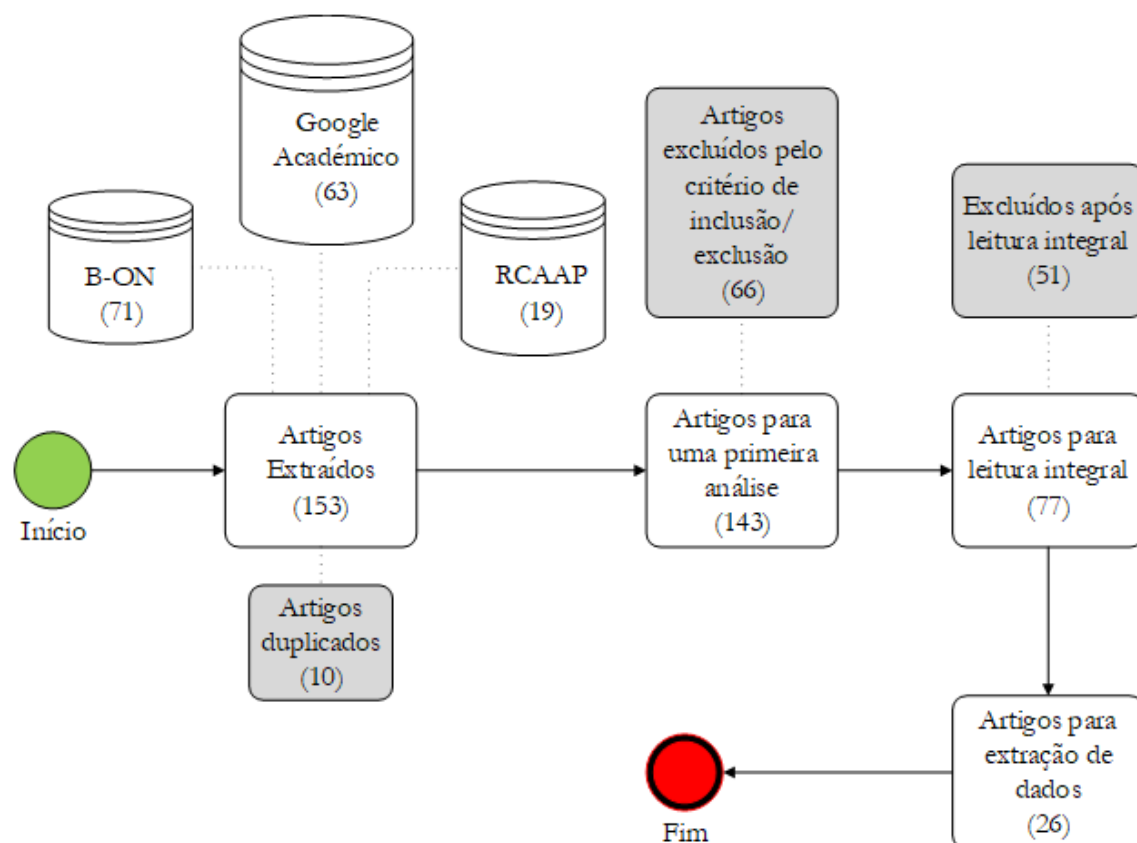 Google
Académico
(63)
B-ON
(71)
RCAAP
(19)
Artigos
excluídos pelo
critério de
inclusão/
exclusão
(66)
Excluídos após
leitura integral
(51)
Início
Artigos
Extraídos
(153)
Artigos para
uma primeira
análise
(143)
Artigos para
leitura integral
(77)
Artigos
duplicados
(10)
Artigos para
extração de
dados
(26)
Fim